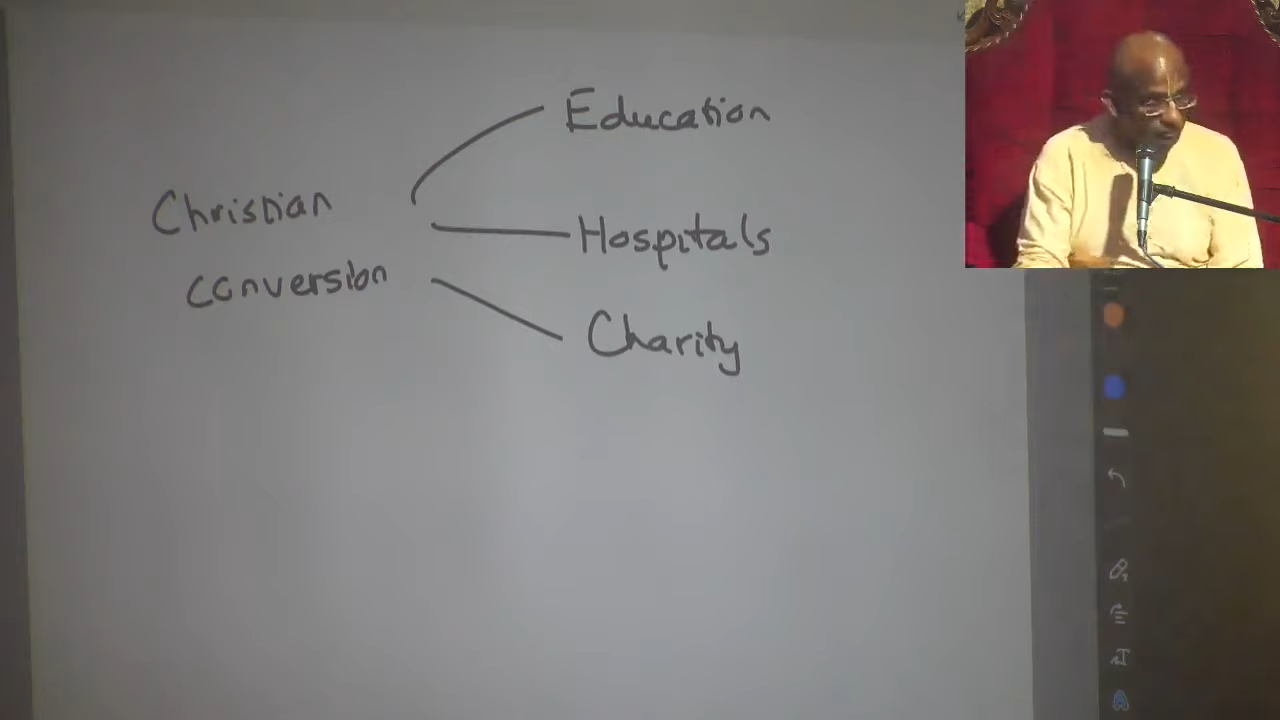 Christian
conversion
Education
Hospitals
Charity